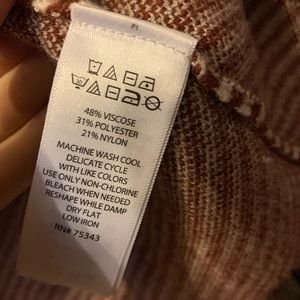 48% VISCOSE
31% POLYESTER
21% NYLON
MACHINE WASH COOL
DELICATE CYCLE
WITH LIKE COLORS
USE ONLY NON-CHLORINE
BLEACH WHEN NEEDED
RESHAPE WHILE DAMP
DRY FLAT
LOW IRON
RN# 75343